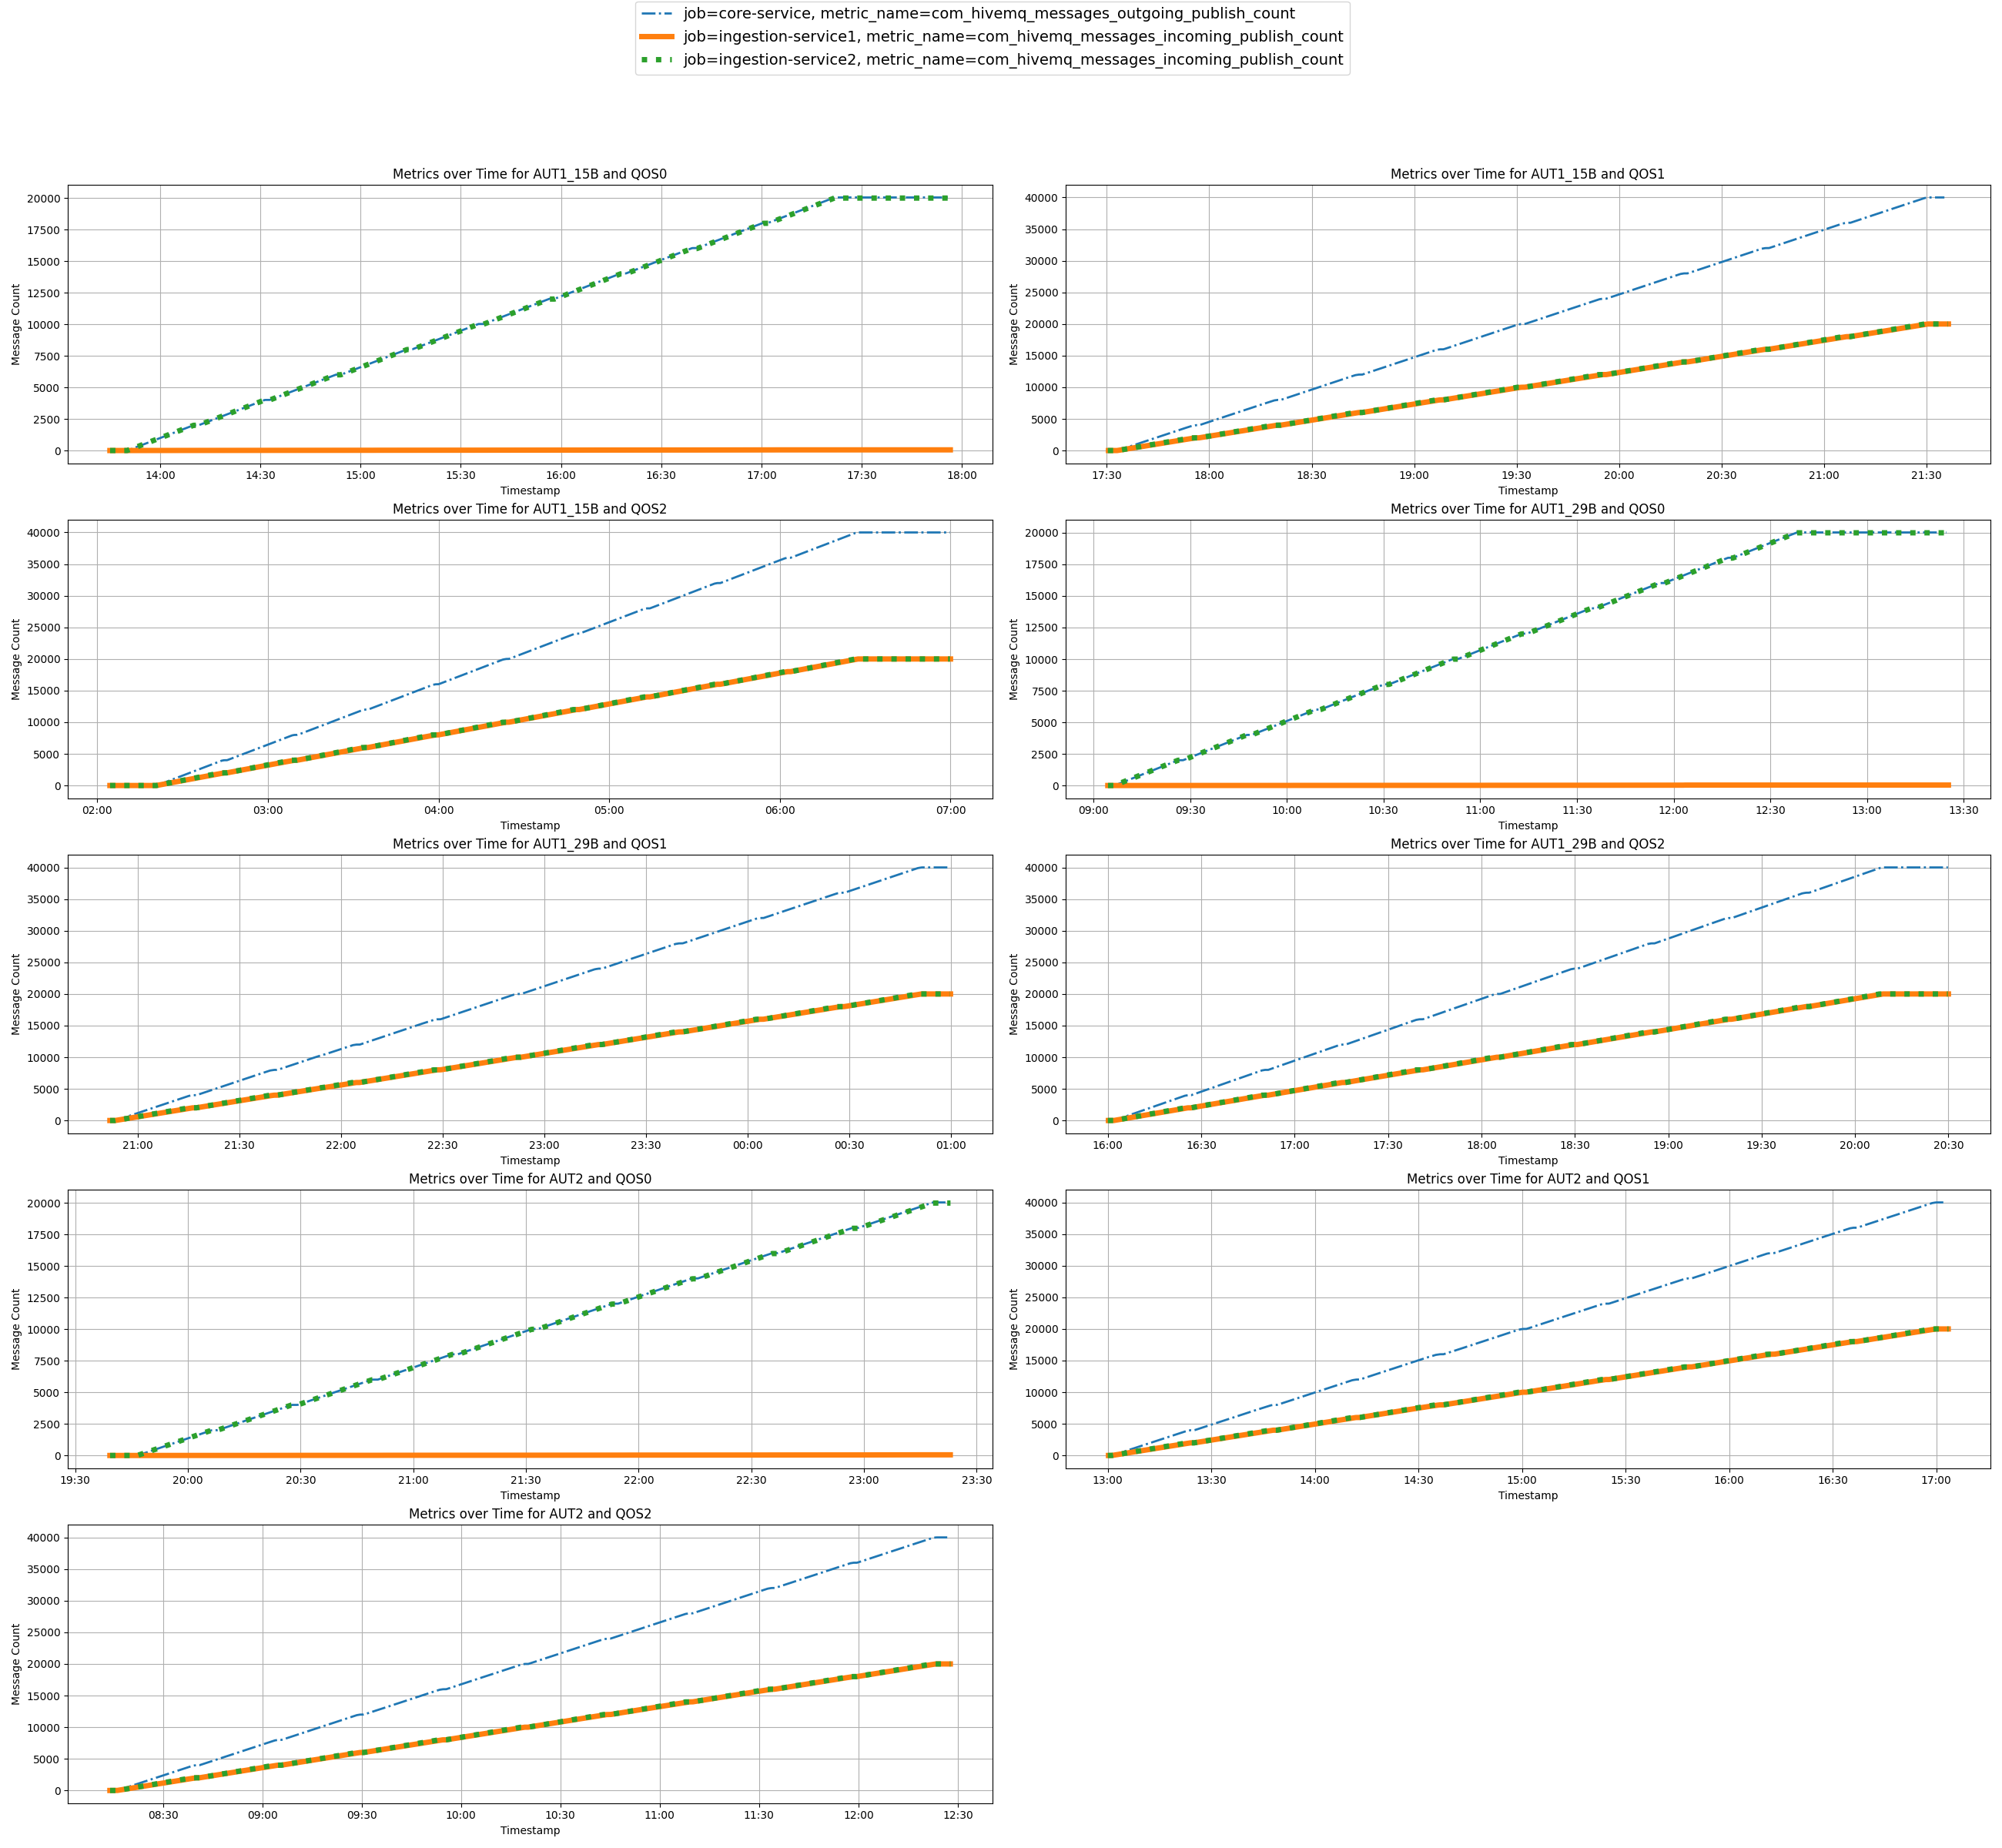 job=core-service, metric_name=com_hivemq_messages_outgoing_publish_count
job=ingestion-service1, metric_name=com_hivemq_messages_incoming_publish_count
job=ingestion-service2, metric_name=com_hivemq_messages_incoming_publish_count
Metrics over Time for AUT1_15B and QOS0
Message Count
20000
17500
15000
12500
10000
7500
5000
2500
0
14:00 14:30 15:00 15:30 16:00 16:30 17:00 17:30 18:00
Timestamp
Metrics over Time for AUT1_15B and QOS1
Message Count
40000
35000
30000
25000
20000
15000
10000
5000
0
17:30 18:00 18:30 19:00 19:30 20:00 20:30 21:00 21:30
Timestamp
Metrics over Time for AUT1_15B and QOS2
Message Count
40000
35000
30000
25000
20000
15000
10000
5000
0
02:00 03:00 04:00 05:00 06:00 07:00
Timestamp
Metrics over Time for AUT1_29B and QOS0
Message Count
20000
17500
15000
12500
10000
7500
5000
2500
0
09:00 09:30 10:00 10:30 11:00 11:30 12:00 12:30 13:00 13:30
Timestamp
Metrics over Time for AUT1_29B and QOS1
Message Count
40000
35000
30000
25000
20000
15000
10000
5000
0
21:00 21:30 22:00 22:30 23:00 23:30 00:00 00:30 01:00
Timestamp
Metrics over Time for AUT1_29B and QOS2
Message Count
40000
35000
30000
25000
20000
15000
10000
5000
0
16:00 16:30 17:00 17:30 18:00 18:30 19:00 19:30 20:00 20:30
Timestamp
Metrics over Time for AUT2 and QOS0
Message Count
20000
17500
15000
12500
10000
7500
5000
2500
0
19:30 20:00 20:30 21:00 21:30 22:00 22:30 23:00 23:30
Timestamp
Metrics over Time for AUT2 and QOS1
Message Count
40000
35000
30000
25000
20000
15000
10000
5000
0
13:00 13:30 14:00 14:30 15:00 15:30 16:00 16:30 17:00
Timestamp
Metrics over Time for AUT2 and QOS2
Message Count
40000
35000
30000
25000
20000
15000
10000
5000
0
08:30 09:00 09:30 10:00 10:30 11:00 11:30 12:00 12:30
Timestamp